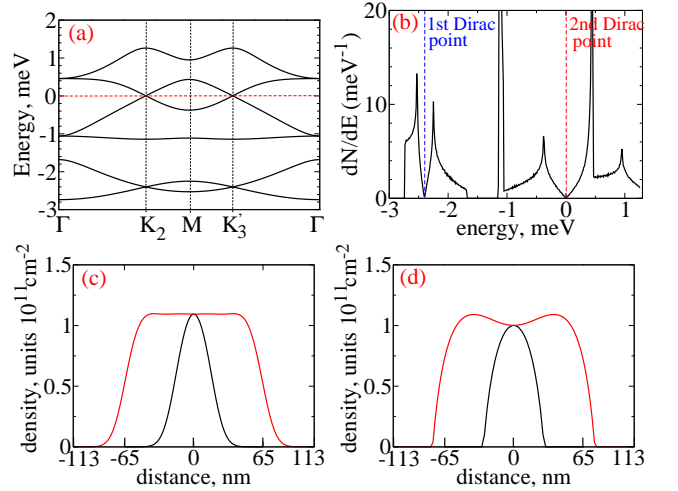 (a)
Energy, meV
2
1
0
-1
-2
-3
Γ K2 M K3' Γ
(b)
1st Dirac point
2nd Dirac point
dN/dE (meV-1)
20
10
0
-3 -2 -1 0 1
energy, meV
(c)
density, units 10^11cm^-2
1.5
1
0.5
0
-113 -65 0 65 113
distance, nm
(d)
density, units 10^11cm^-2
1.5
1
0.5
0
-113 -65 0 65 113
distance, nm